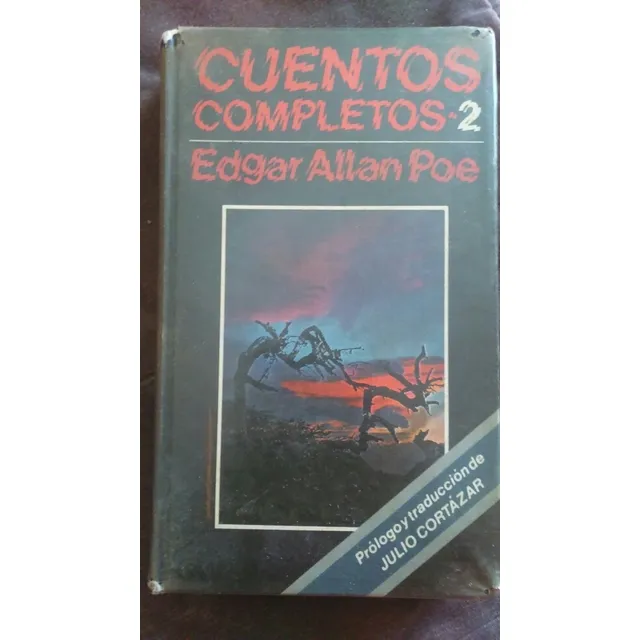 CUENTOS
COMPLETOS-2
Edgar Allan Poe
Prólogo y traducción de
JULIO CORTÁZAR